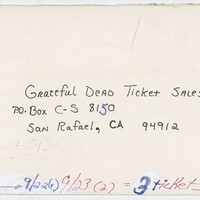 Grateful Dead Ticket Sales
P.O. Box C-S 8150
San Rafael, CA 94912
9/22(1) 9/23 (2) = 3 tickets